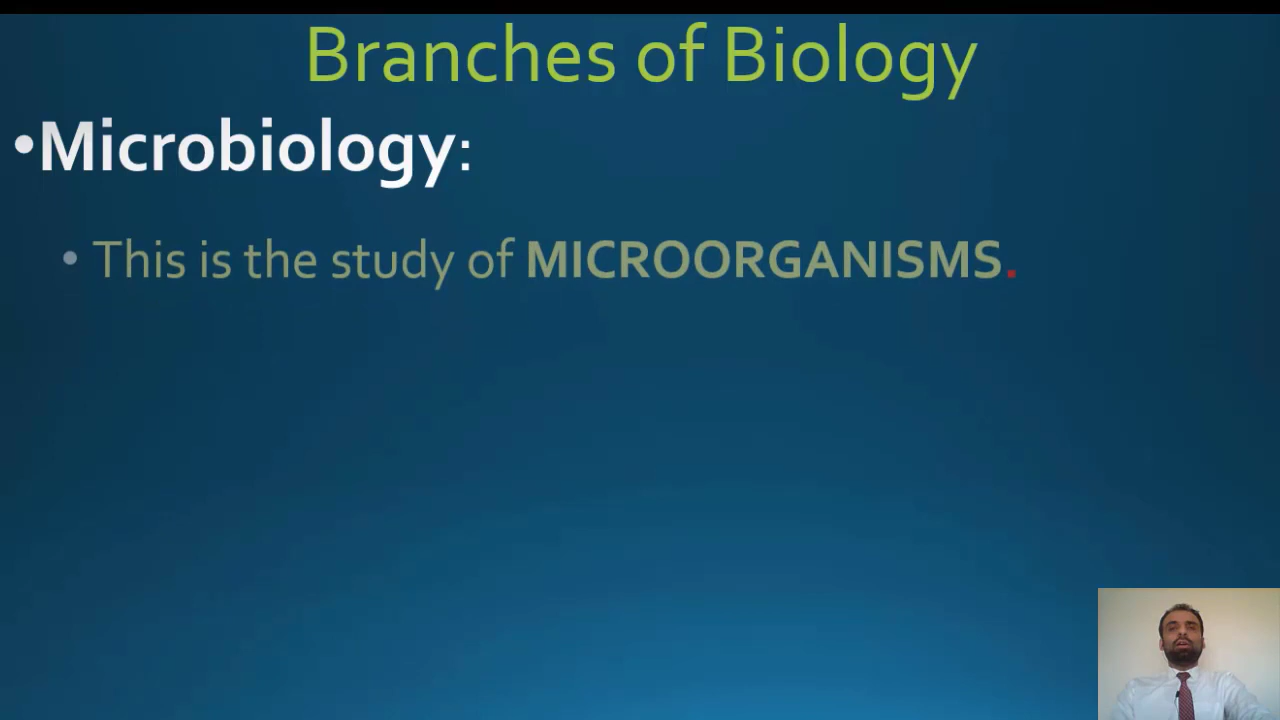 Branches of Biology
•Microbiology:
• This is the study of MICROORGANISMS.